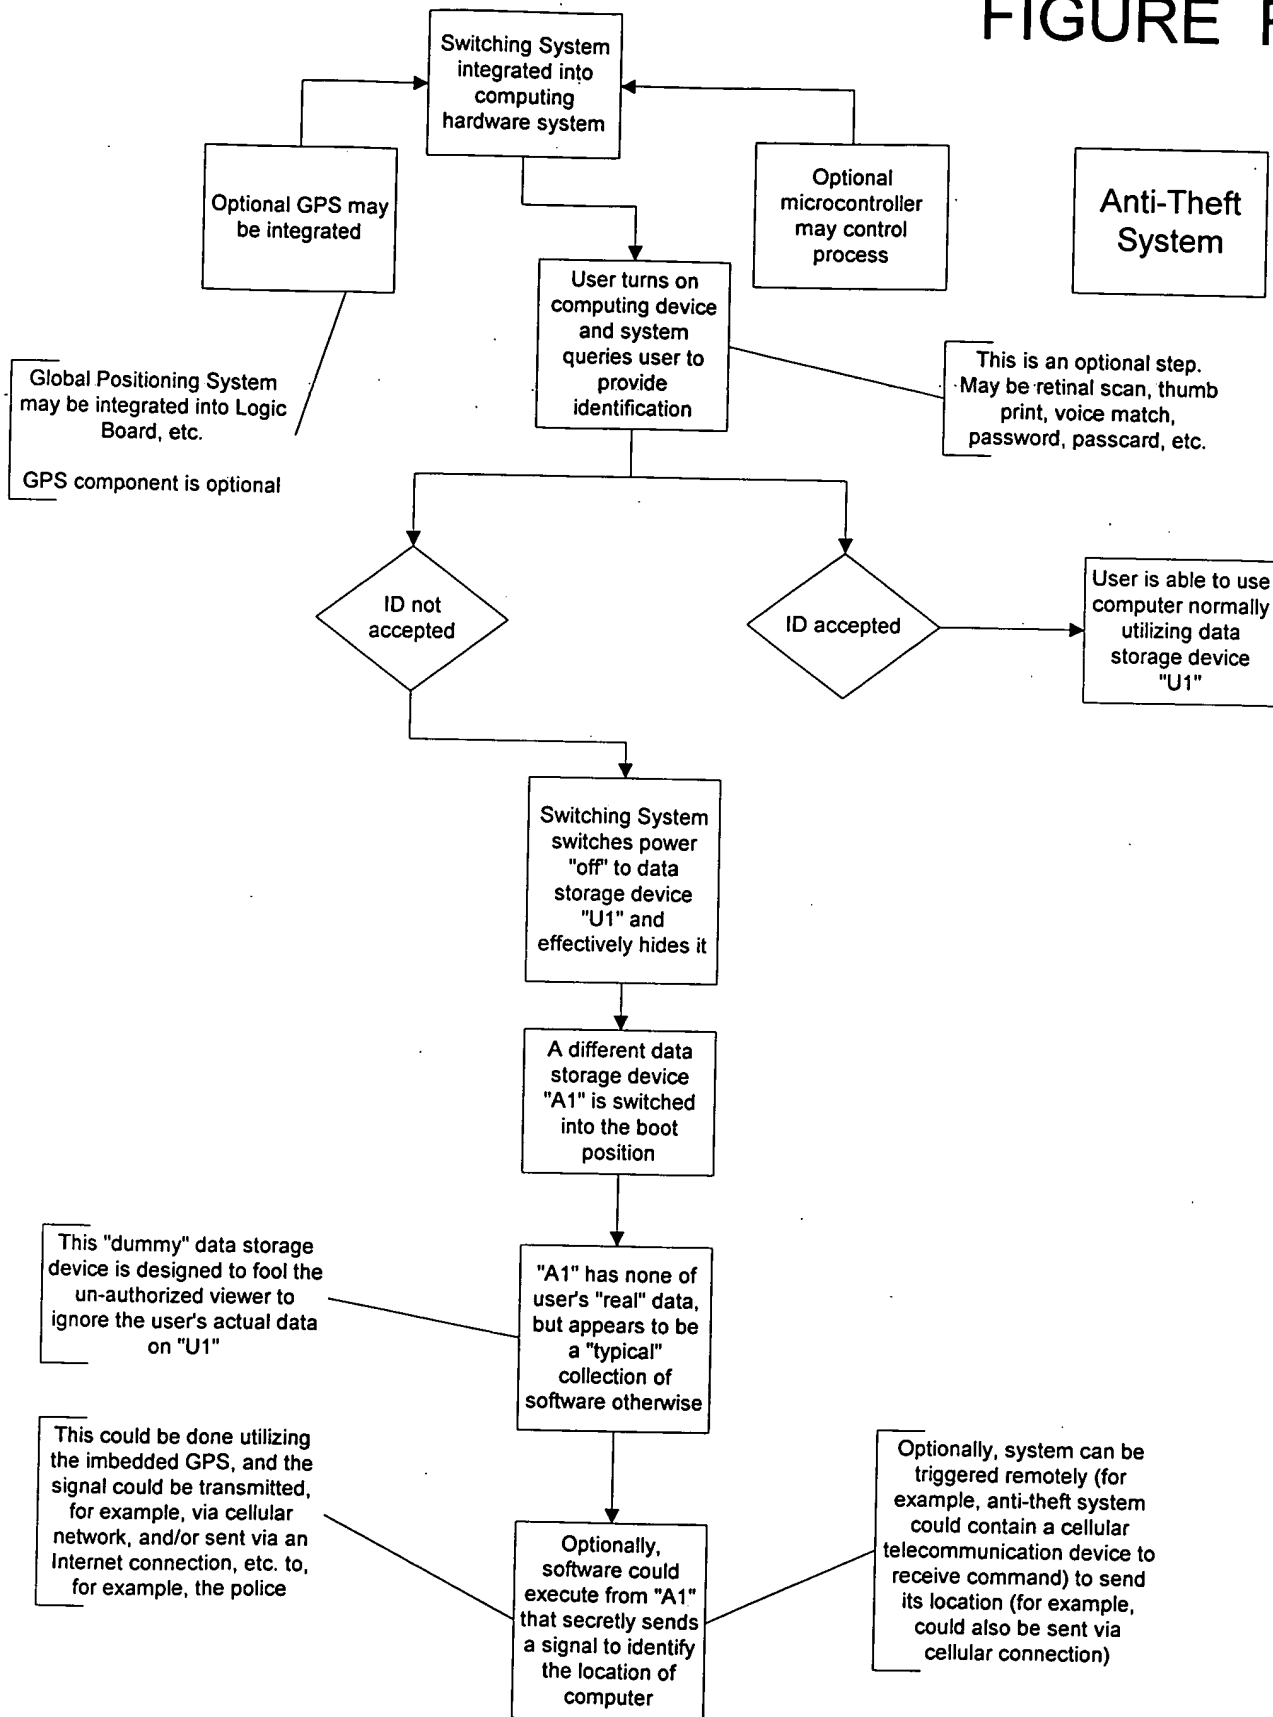 FIGURE
Switching System
integrated into
computing
hardware system
Optional GPS may
be integrated
Optional
microcontroller
may control
process
Anti-Theft
System
User turns on
computing device
and system
queries user to
provide
identification
Global Positioning System
may be integrated into Logic
Board, etc.
GPS component is optional
This is an optional step.
May be retinal scan, thumb
print, voice match,
password, passcard, etc.
ID not
accepted
ID accepted
User is able to use
computer normally
utilizing data
storage device
"U1"
Switching System
switches power
"off" to data
storage device
"U1" and
effectively hides it
A different data
storage device
"A1" is switched
into the boot
position
This "dummy" data storage
device is designed to fool the
un-authorized viewer to
ignore the user's actual data
on "U1"
"A1" has none of
user's "real" data,
but appears to be
a "typical"
collection of
software otherwise
This could be done utilizing
the imbedded GPS, and the
signal could be transmitted,
for example, via cellular
network, and/or sent via an
Internet connection, etc. to,
for example, the police
Optionally,
software could
execute from "A1"
that secretly sends
a signal to identify
the location of
computer
Optionally, system can be
triggered remotely (for
example, anti-theft system
could contain a cellular
telecommunication device to
receive command) to send
its location (for example,
could also be sent via
cellular connection)